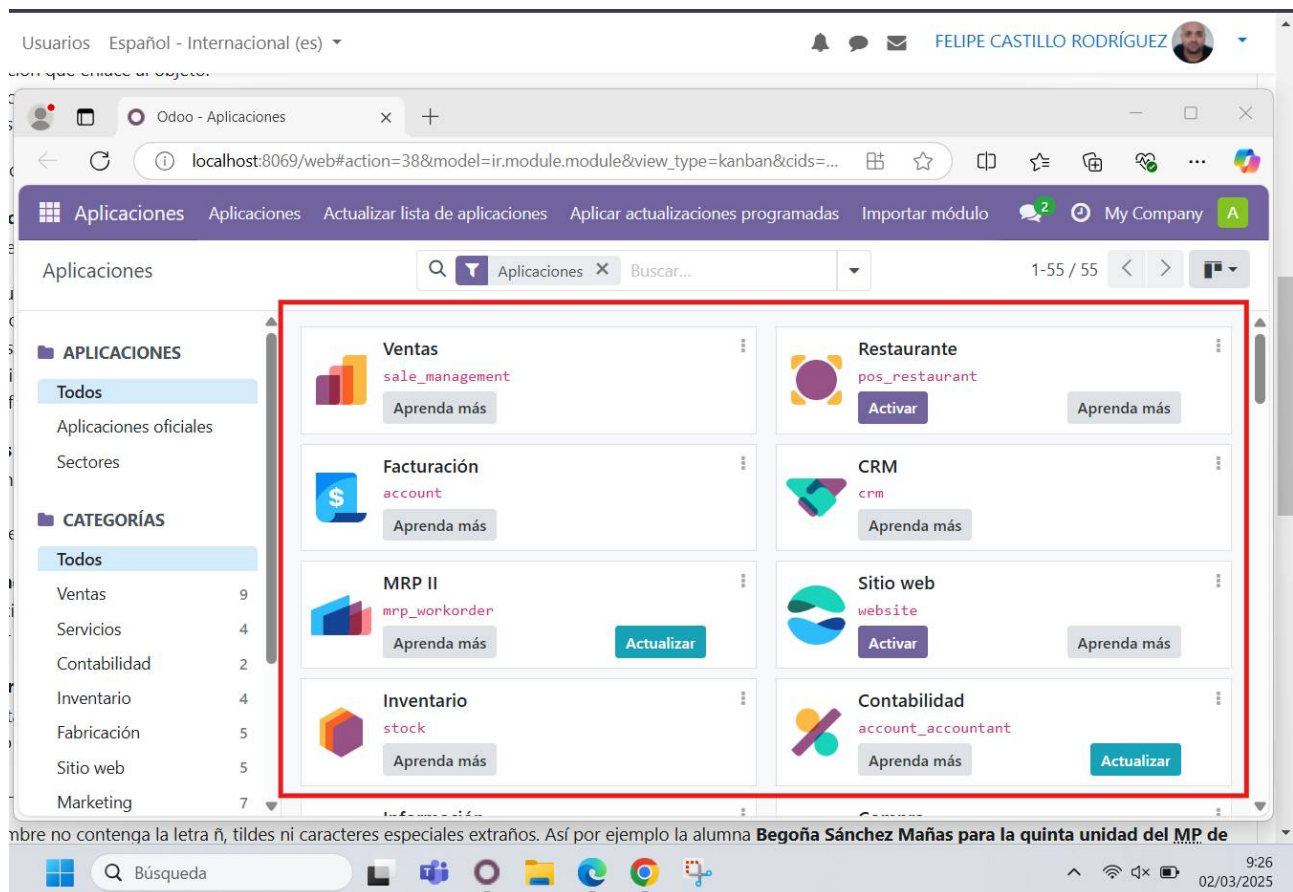 Usuarios Español - Internacional (es) FELIPE CASTILLO RODRÍGUEZ
ción que enlace al objeto.
Odoo - Aplicaciones
localhost:8069/web#action=38&model=ir.module.module&view_type=kanban&cids=...
Aplicaciones Aplicaciones Actualizar lista de aplicaciones Aplicar actualizaciones programadas Importar módulo 2 My Company A
Aplicaciones Aplicaciones Buscar... 1-55 / 55
APLICACIONES
Todos
Aplicaciones oficiales
Sectores
CATEGORÍAS
Todos
Ventas 9
Servicios 4
Contabilidad 2
Inventario 4
Fabricación 5
Sitio web 5
Marketing 7
Ventas
sale_management
Aprenda más
Restaurante
pos_restaurant
Activar Aprenda más
Facturación
account
Aprenda más
CRM
crm
Aprenda más
MRP II
mrp_workorder
Aprenda más Actualizar
Sitio web
website
Activar Aprenda más
Inventario
stock
Aprenda más
Contabilidad
account_accountant
Aprenda más Actualizar
mbre no contenga la letra ñ, tildes ni caracteres especiales extraños. Así por ejemplo la alumna Begoña Sánchez Mañas para la quinta unidad del MP de
Búsqueda 9:26
02/03/2025